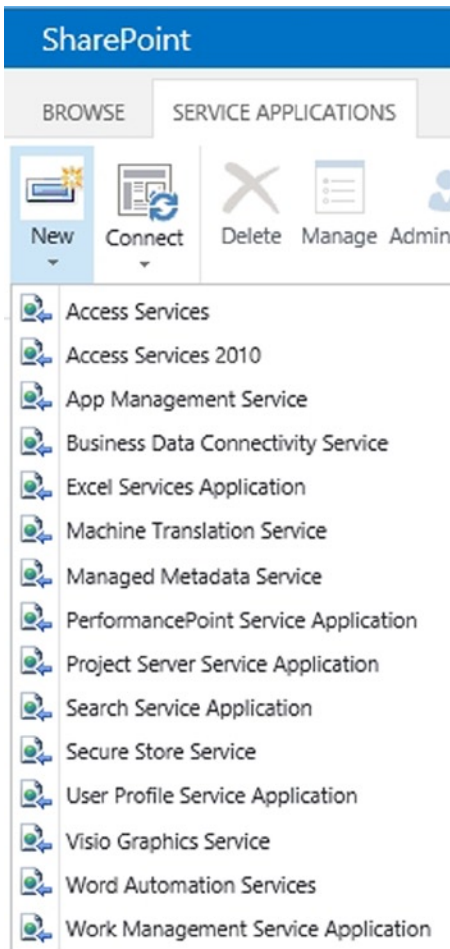 SharePoint
BROWSE SERVICE APPLICATIONS
New Connect Delete Manage Admin
Access Services
Access Services 2010
App Management Service
Business Data Connectivity Service
Excel Services Application
Machine Translation Service
Managed Metadata Service
PerformancePoint Service Application
Project Server Service Application
Search Service Application
Secure Store Service
User Profile Service Application
Visio Graphics Service
Word Automation Services
Work Management Service Application